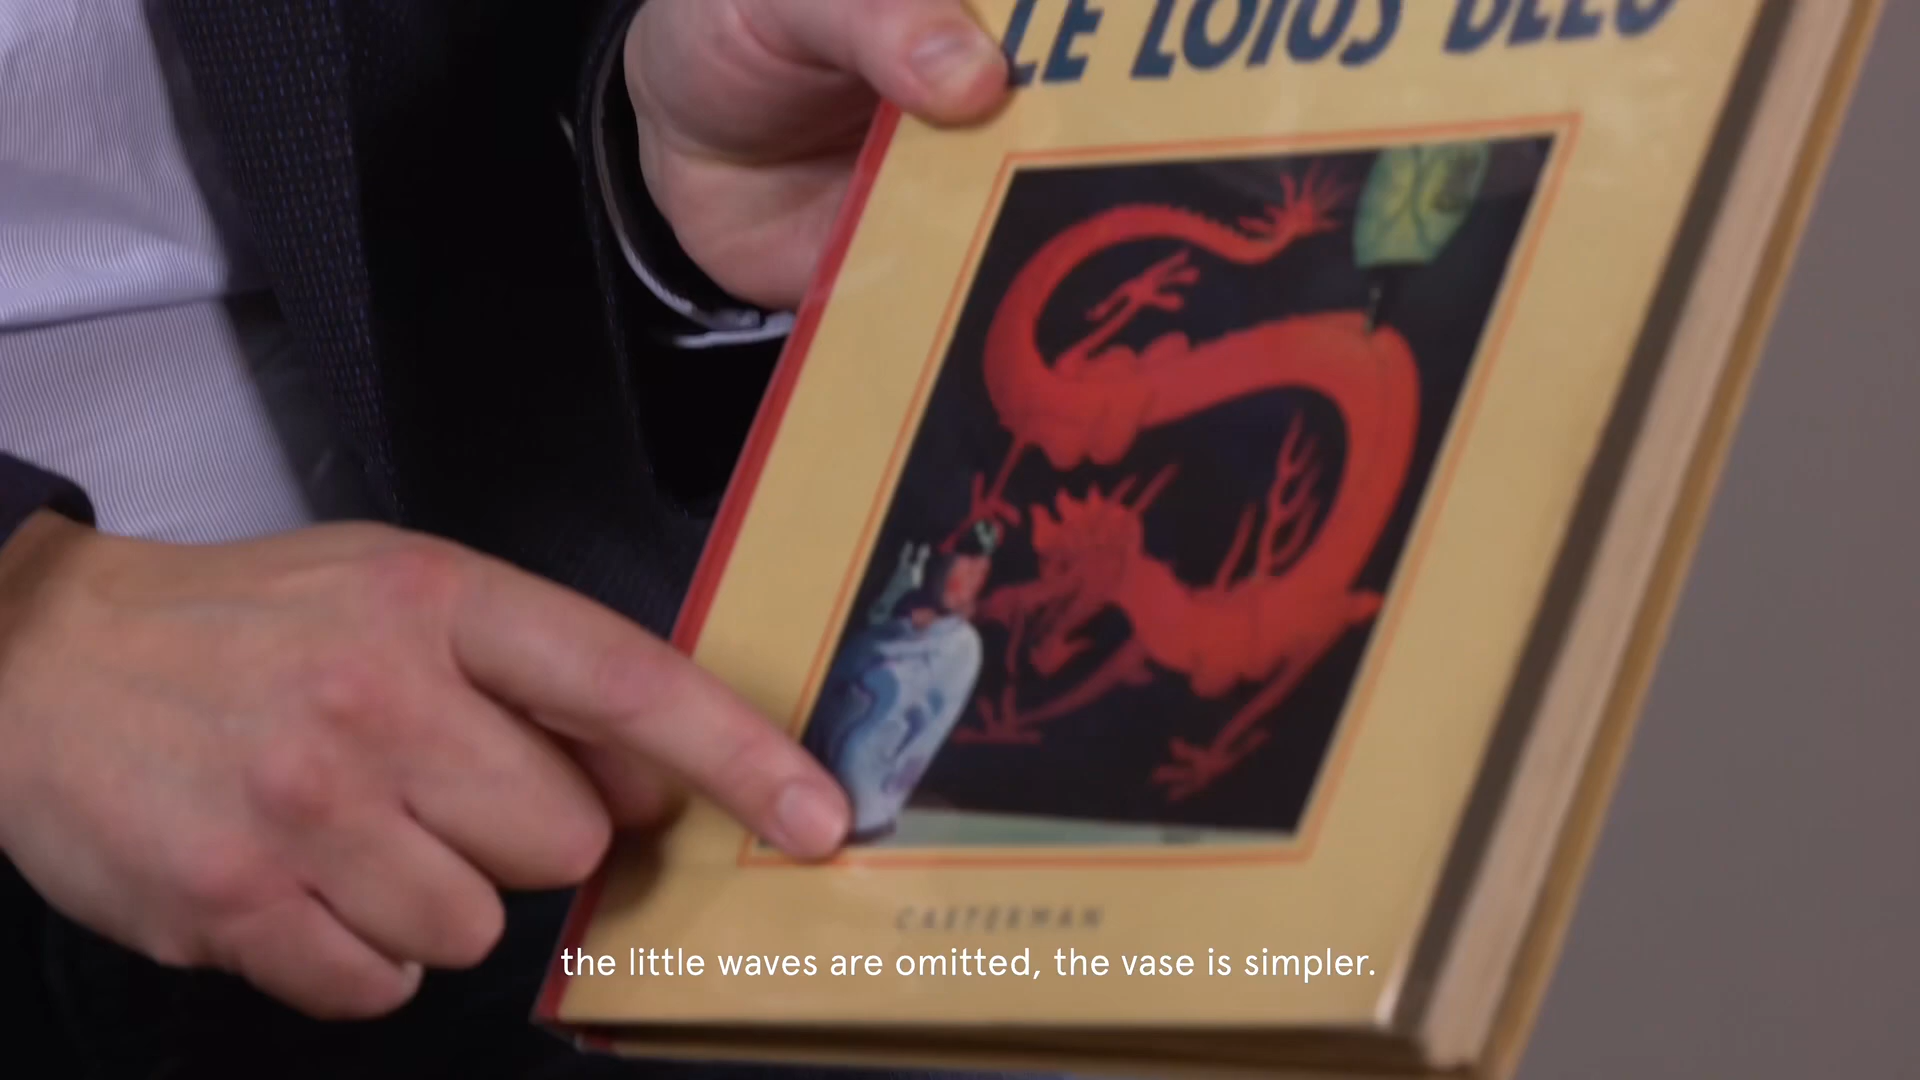 LE LOTUS BLEU
CASTERMAN
the little waves are omitted, the vase is simpler.